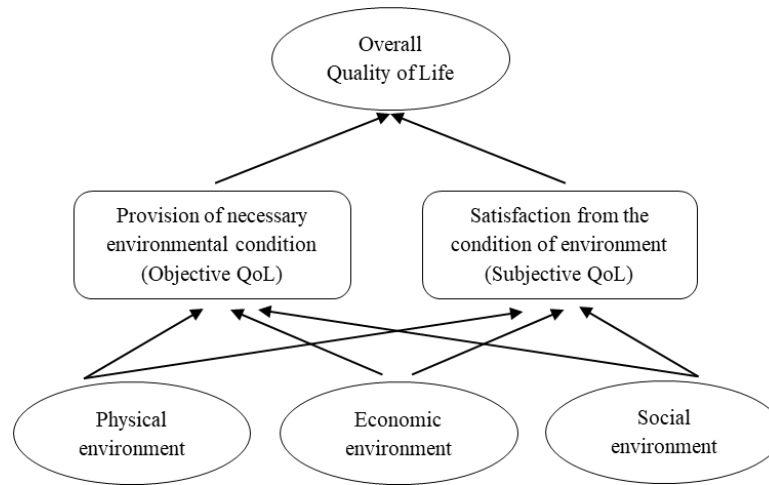 Overall
Quality of Life
Provision of necessary
environmental condition
(Objective QoL)
Satisfaction from the
condition of environment
(Subjective QoL)
Physical
environment
Economic
environment
Social
environment